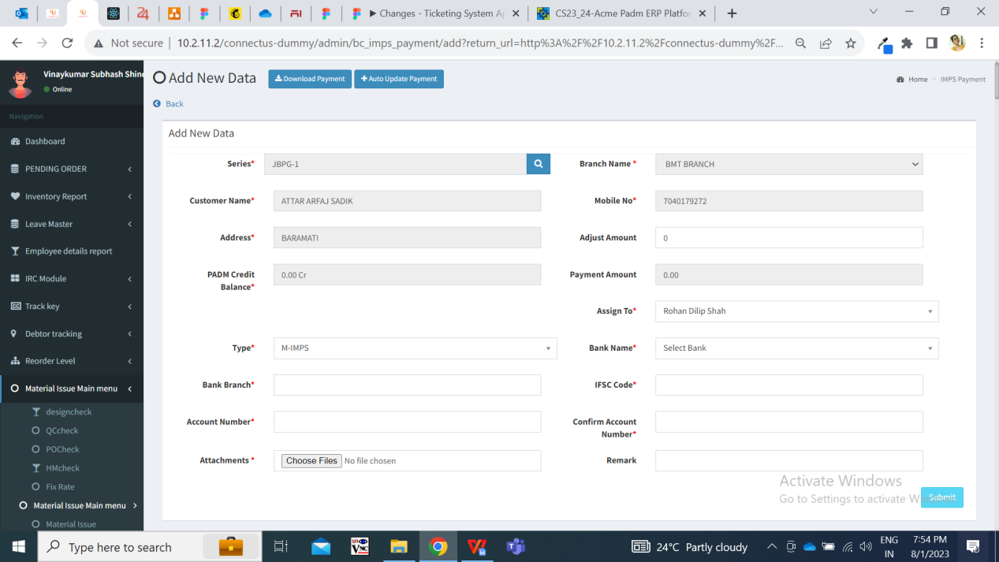 Changes - Ticketing System Ap
CS23_24-Acme Padm ERP Platfor
Not secure
10.2.11.2/connectus-dummy/admin/bc_imps_payment/add?return_url=http%3A%2F%2F10.2.11.2%2Fconnectus-dummy%2F...
Vinaykumar Subhash Shind
Online
Navigation
Dashboard
PENDING ORDER
Inventory Report
Leave Master
Employee details report
IRC Module
Track key
Debtor tracking
Reorder Level
Material Issue Main menu
designcheck
QCcheck
POCheck
HMcheck
Fix Rate
Material Issue Main menu
Material Issue
Add New Data
Download Payment
Auto Update Payment
Home > IMPS Payment
Back
Add New Data
Series* JBPG-1
Branch Name * BMT BRANCH
Customer Name* ATTAR ARFAJ SADIK
Mobile No* 7040179272
Address* BARAMATI
Adjust Amount 0
PADM Credit
Balance*
0.00 Cr
Payment Amount 0.00
Assign To* Rohan Dilip Shah
Type* M-IMPS
Bank Name* Select Bank
Bank Branch*
IFSC Code*
Account Number*
Confirm Account
Number*
Attachments * Choose Files No file chosen
Remark
Submit
Activate Windows
Go to Settings to activate Windows.
Type here to search
24°C Partly cloudy
ENG
IN
7:54 PM
8/1/2023